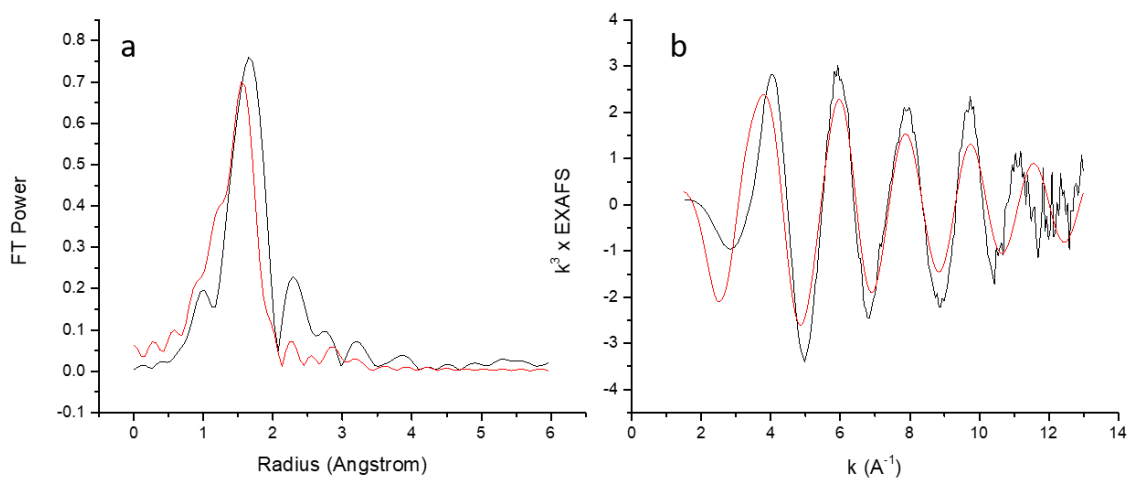 a
0.8
0.7
0.6
0.5
0.4
0.3
0.2
0.1
0.0
-0.1
FT Power
0 1 2 3 4 5 6
Radius (Angstrom)
b
4
3
2
1
0
-1
-2
-3
-4
k³ x EXAFS
0 2 4 6 8 10 12 14
k (A⁻¹)